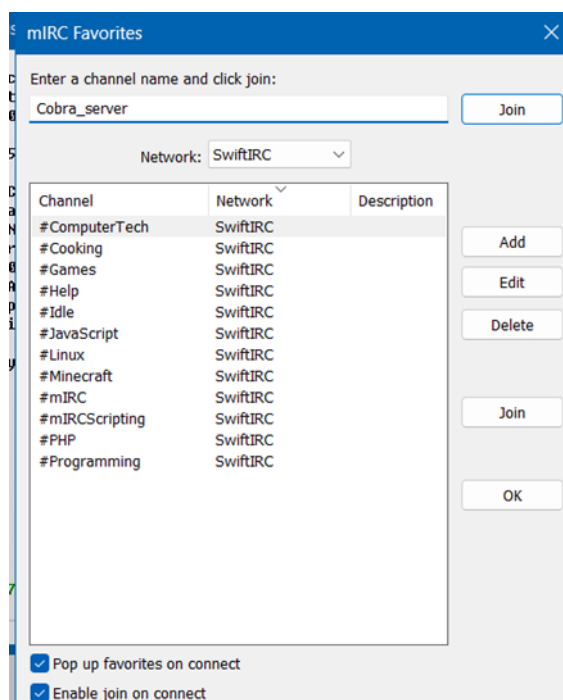 mIRC Favorites
Enter a channel name and click join:
Cobra_server
Join
Network: SwiftIRC
Channel Network Description
#ComputerTech SwiftIRC
#Cooking SwiftIRC
#Games SwiftIRC
#Help SwiftIRC
#Idle SwiftIRC
#JavaScript SwiftIRC
#Linux SwiftIRC
#Minecraft SwiftIRC
#mIRC SwiftIRC
#mIRCScripting SwiftIRC
#PHP SwiftIRC
#Programming SwiftIRC
Add
Edit
Delete
Join
OK
Pop up favorites on connect
Enable join on connect